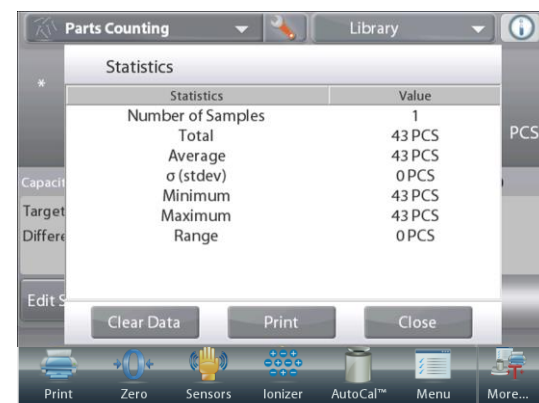 Parts Counting Library
Statistics
*
Statistics Value
Number of Samples 1
Total 43 PCS
PCS
Average 43 PCS
σ (stdev) 0 PCS
Minimum 43 PCS
Maximum 43 PCS
Range 0 PCS
Capacit
Target
Differe
Edit S
Clear Data Print Close
Print Zero Sensors Ionizer AutoCal™ Menu More...